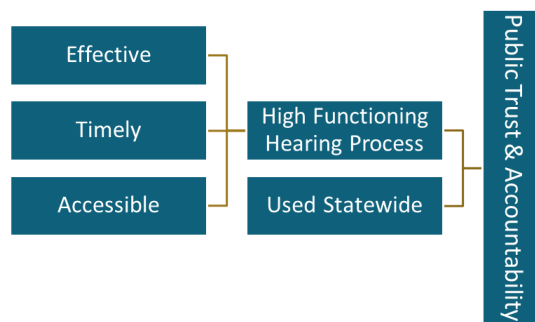 Effective
Timely
Accessible
High Functioning
Hearing Process
Used Statewide
Public Trust & Accountability